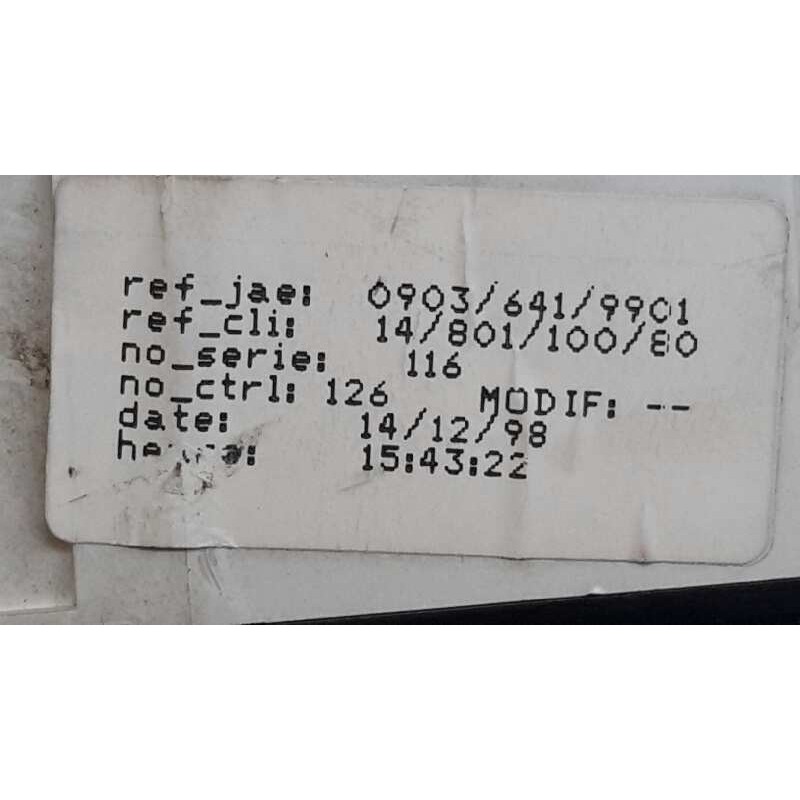 ref_jae: 0903/641/9901
ref_cli: 14/801/100/80
no_serie: 116
no_ctrl: 126 MODIF: --
date: 14/12/98
15:43:22